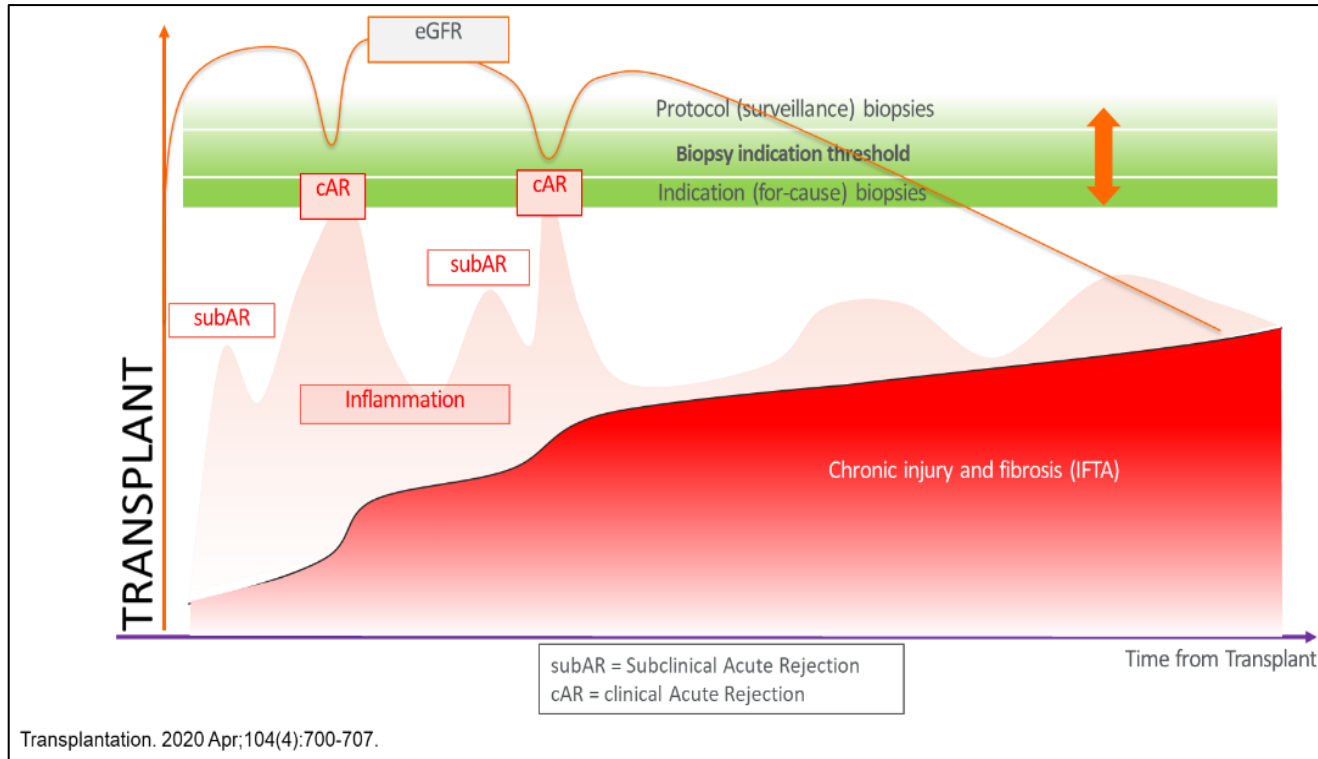 eGFR
Protocol (surveillance) biopsies
Biopsy indication threshold
Indication (for-cause) biopsies
cAR
cAR
subAR
subAR
Inflammation
Chronic injury and fibrosis (IFTA)
TRANSPLANT
Time from Transplant
subAR = Subclinical Acute Rejection
cAR = clinical Acute Rejection
Transplantation. 2020 Apr;104(4):700-707.